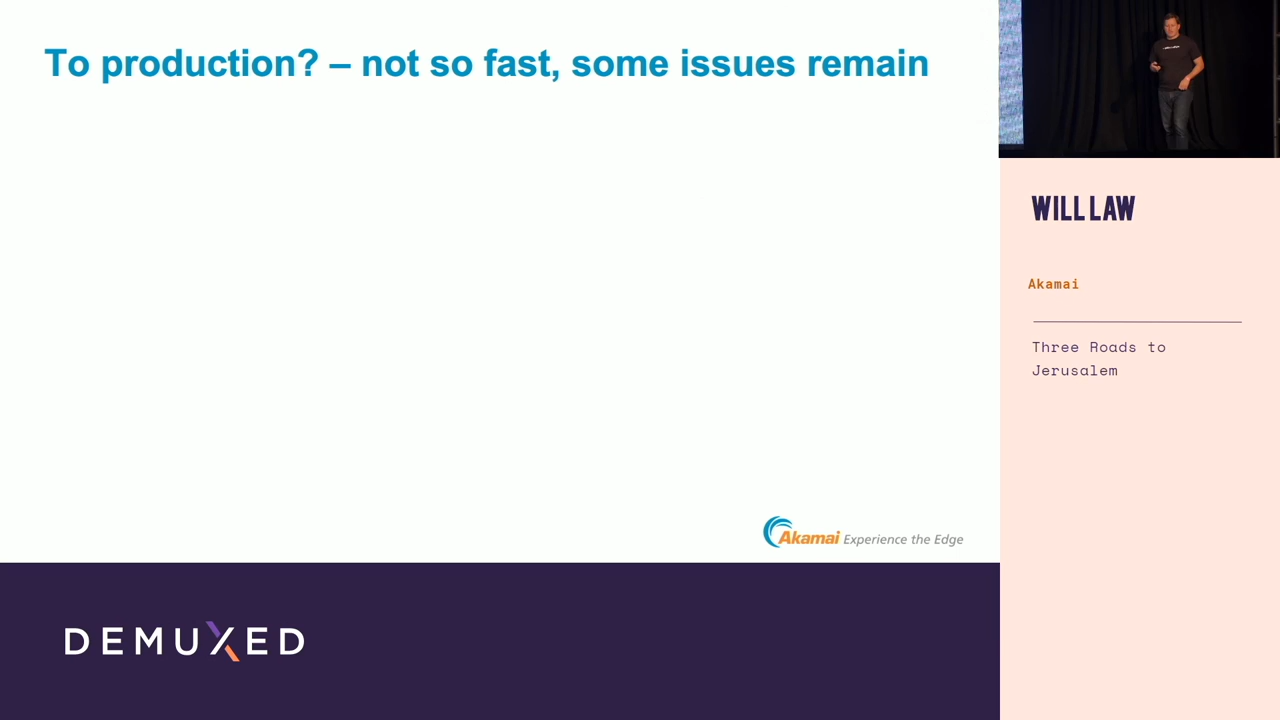 To production? – not so fast, some issues remain
WILL LAW
Akamai
Three Roads to
Jerusalem
Akamai Experience the Edge
DEMUXED